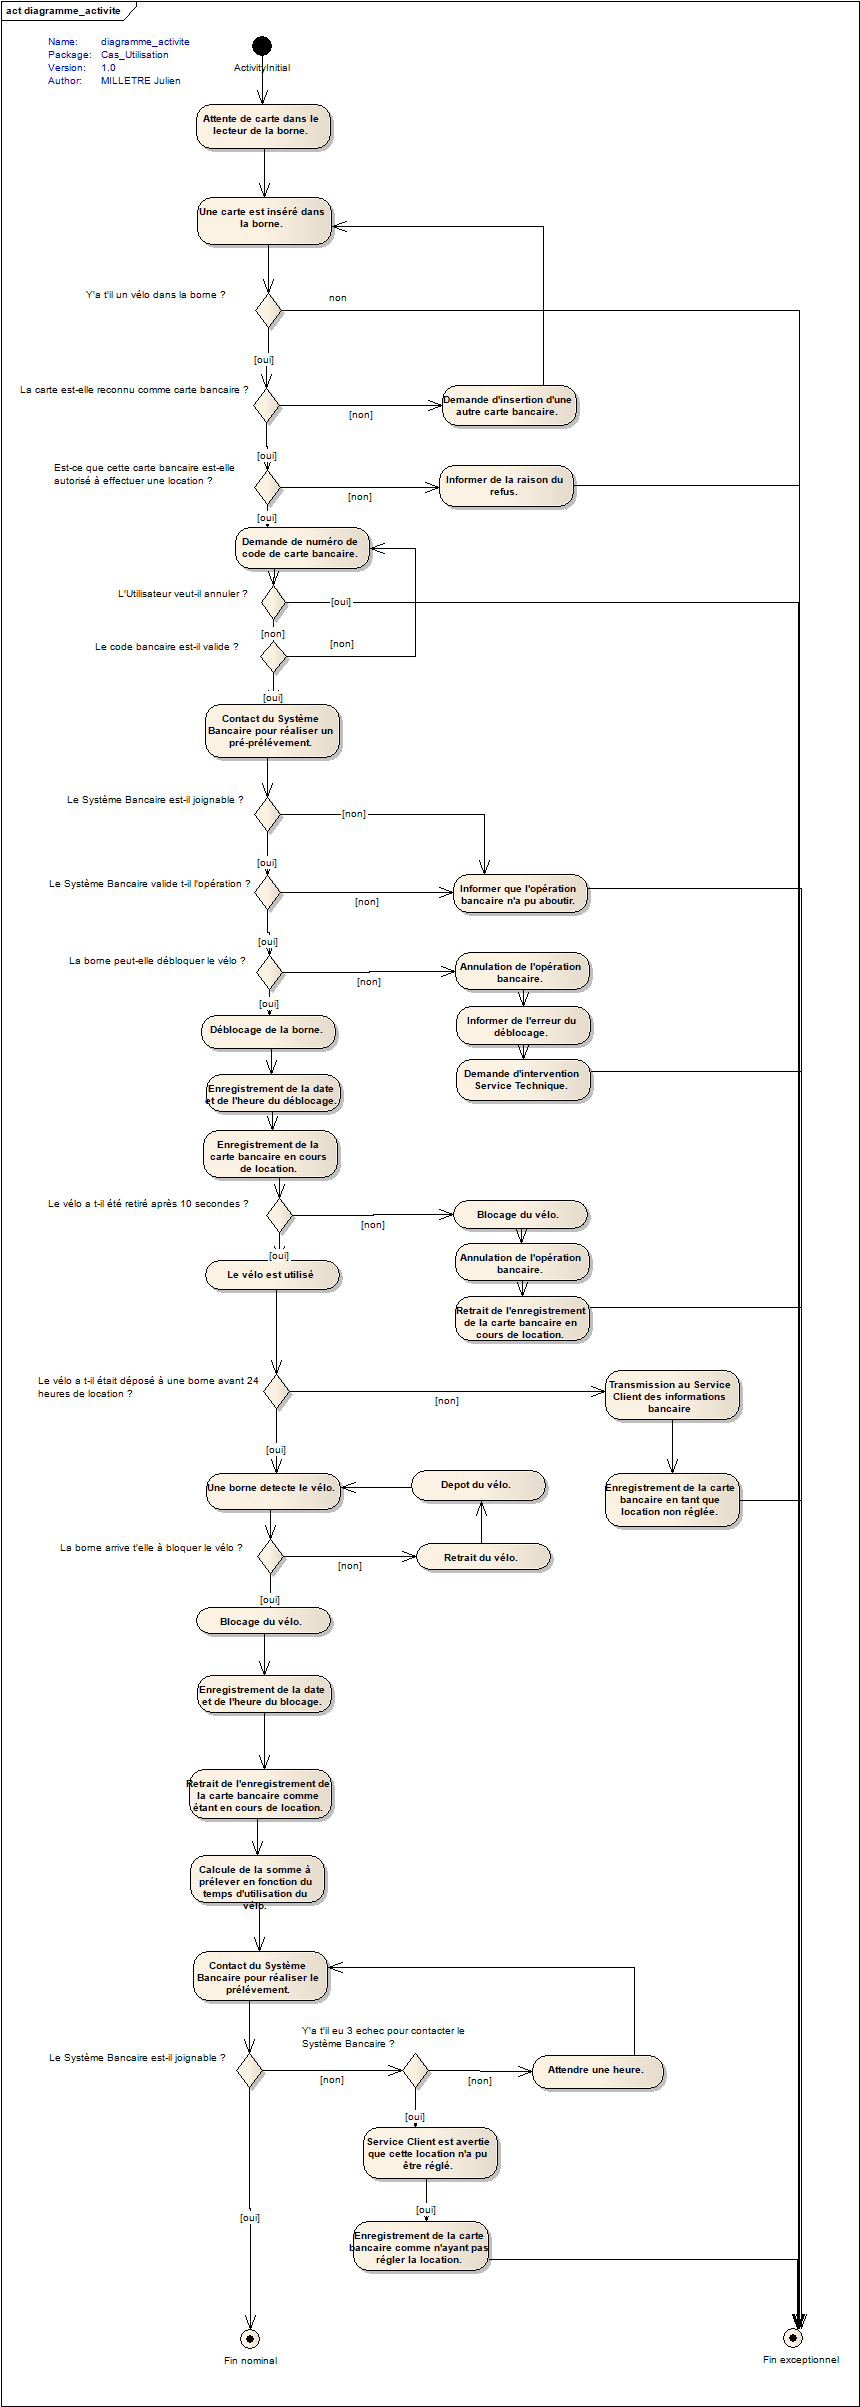 act diagramme_activite
Name: diagramme_activite
Package: Cas_Utilisation
Version: 1.0
Author: MILLETRE Julien
ActivityInitial
Attente de carte dans le
lecteur de la borne.
Une carte est inséré dans
la borne.
Y'a t'il un vélo dans la borne ?
non
[oui]
La carte est-elle reconnu comme carte bancaire ?
[non]
Demande d'insertion d'une
autre carte bancaire.
[oui]
Est-ce que cette carte bancaire est-elle
autorisé à effectuer une location ?
[non]
Informer de la raison du
refus.
[oui]
Demande de numéro de
code de carte bancaire.
L'Utilisateur veut-il annuler ?
[oui]
[non]
Le code bancaire est-il valide ?
[non]
[oui]
Contact du Système
Bancaire pour réaliser un
pré-prélévement.
Le Système Bancaire est-il joignable ?
[non]
[oui]
Le Système Bancaire valide t-il l'opération ?
[non]
Informer que l'opération
bancaire n'a pu aboutir.
[oui]
La borne peut-elle débloquer le vélo ?
[non]
Annulation de l'opération
bancaire.
[oui]
Déblocage de la borne.
Informer de l'erreur du
déblocage.
Enregistrement de la date
et de l'heure du déblocage.
Demande d'intervention
Service Technique.
Enregistrement de la
carte bancaire en cours
de location.
Le vélo a t-il été retiré après 10 secondes ?
[non]
Blocage du vélo.
[oui]
Le vélo est utilisé
Annulation de l'opération
bancaire.
Retrait de l'enregistrement
de la carte bancaire en
cours de location.
Le vélo a t-il était déposé à une borne avant 24
heures de location ?
[non]
Transmission au Service
Client des informations
bancaire
[oui]
Une borne detecte le vélo.
Depot du vélo.
Enregistrement de la carte
bancaire en tant que
location non réglée.
La borne arrive t'elle à bloquer le vélo ?
[non]
Retrait du vélo.
[oui]
Blocage du vélo.
Enregistrement de la date
et de l'heure du blocage.
Retrait de l'enregistrement de
la carte bancaire comme
étant en cours de location.
Calcule de la somme à
prélever en fonction du
temps d'utilisation du
vélo.
Contact du Système
Bancaire pour réaliser le
prélévement.
Y'a t'il eu 3 echec pour contacter le
Système Bancaire ?
Le Système Bancaire est-il joignable ?
[non]
[non]
Attendre une heure.
[oui]
Service Client est avertie
que cette location n'a pu
être réglé.
[oui]
[oui]
Enregistrement de la carte
bancaire comme n'ayant pas
régler la location.
Fin nominal
Fin exceptionnel